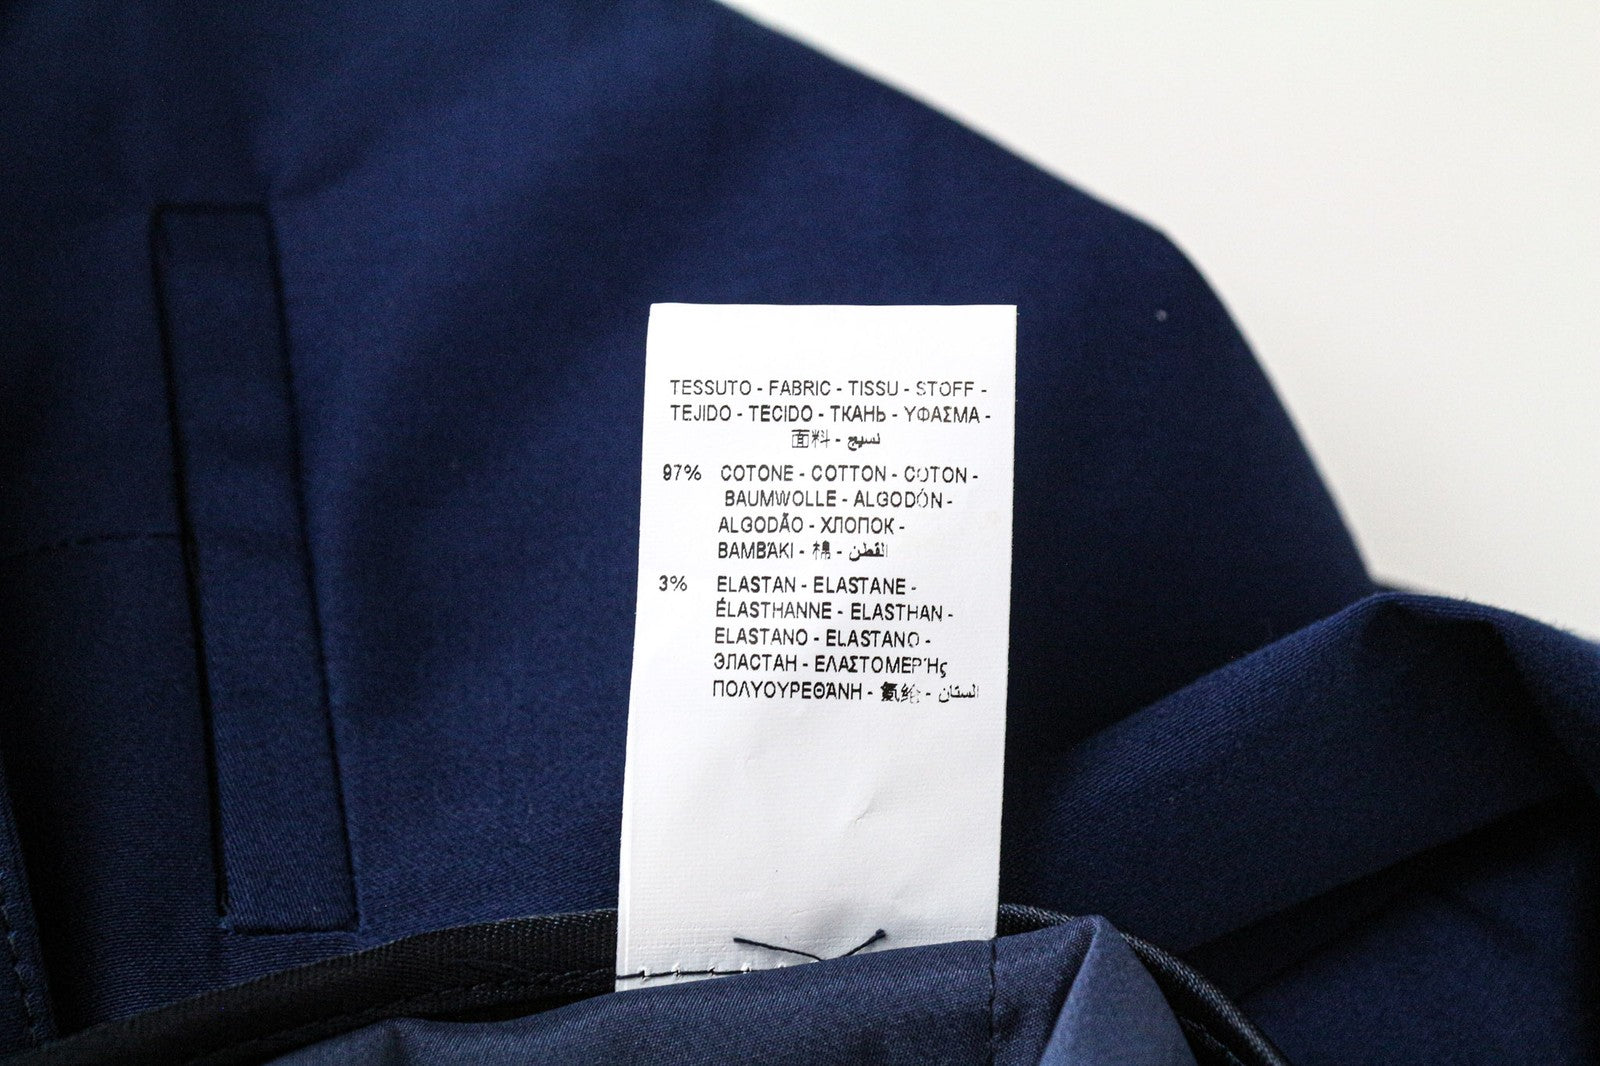 TESSUTO - FABRIC - TISSU - STOFF -
TEJIDO - TECIDO - ТКАНЬ - ΥΦΑΣΜΑ -
面料 - نسيج
97% COTONE - COTTON - COTON -
BAUMWOLLE - ALGODÓN -
ALGODÃO - ХЛОПОК -
ΒΑΜΒΆΚΙ - 棉 - القطن
3% ELASTAN - ELASTANE -
ÉLASTHANNE - ELASTHAN -
ELASTANO - ELASTANO -
ЭЛАСТАН - ΕΛΑΣΤΟΜΕΡΉς
ΠΟΛΥΟΥΡΕΘΆΝΗ - 氨纶 - الستان